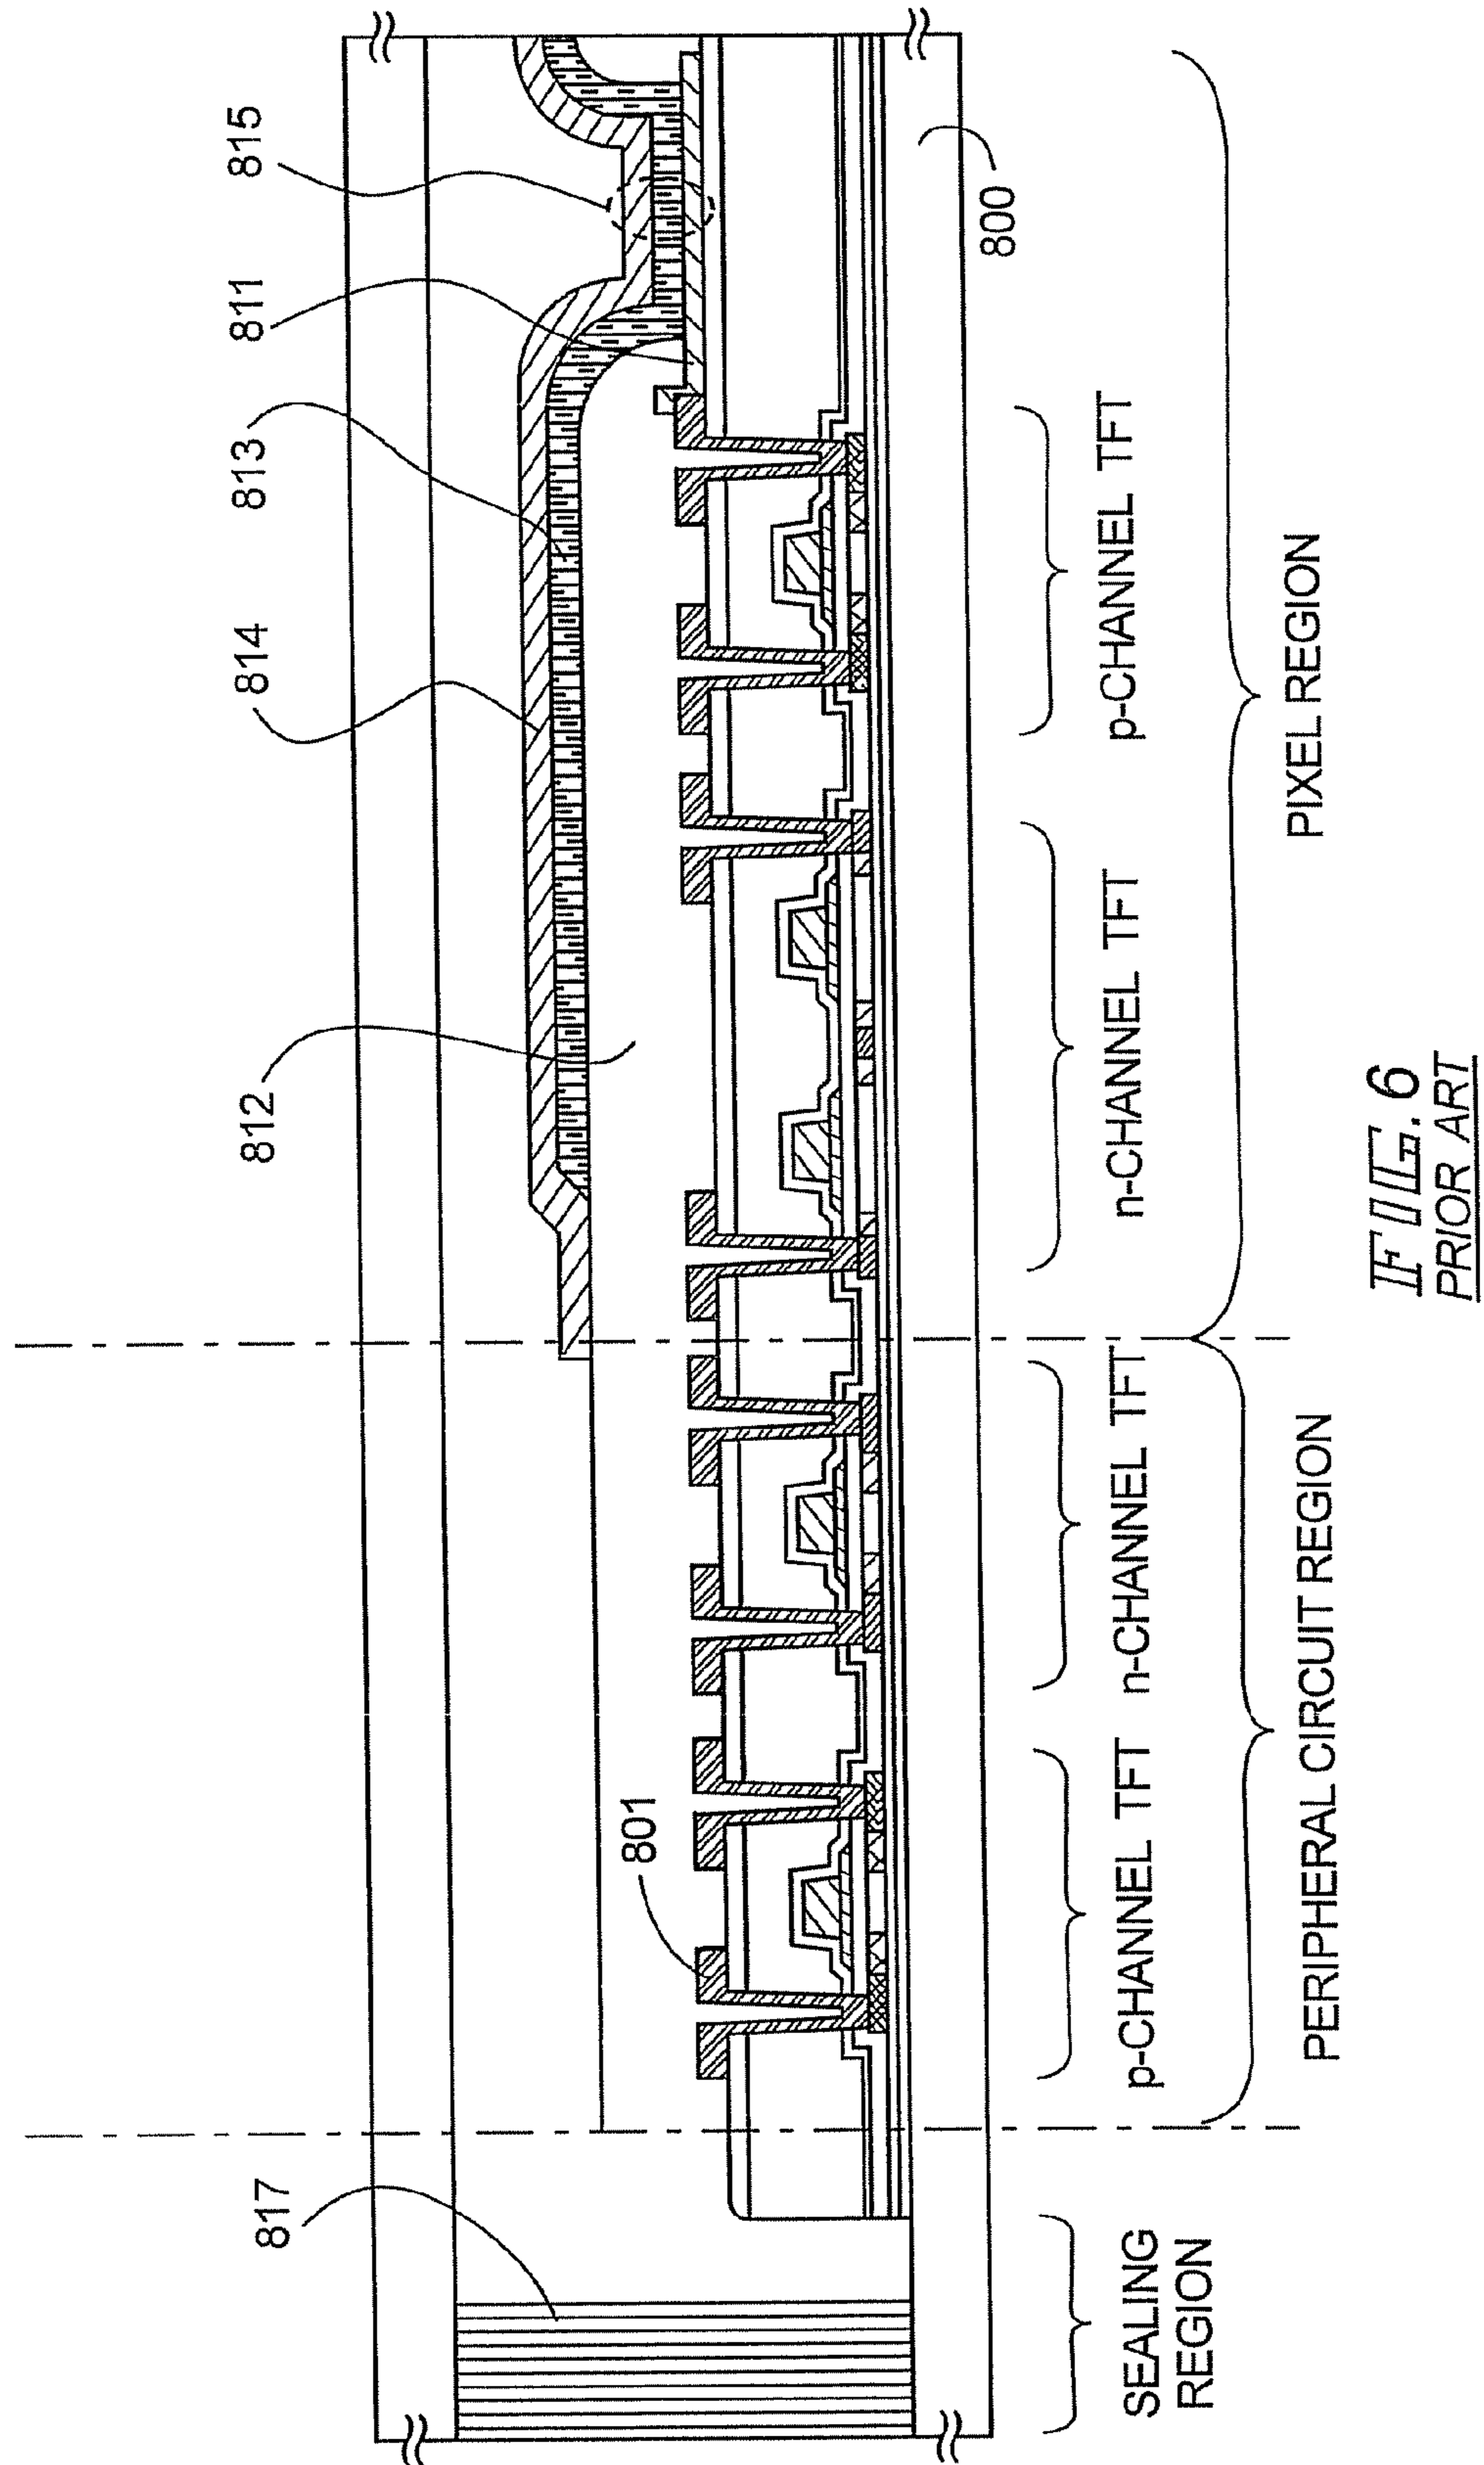 817
812
814
813
811
815
801
800
p-CHANNEL TFT
n-CHANNEL TFT
n-CHANNEL TFT
p-CHANNEL TFT
SEALING
REGION
PERIPHERAL CIRCUIT REGION
PIXEL REGION
FIG. 6
PRIOR ART